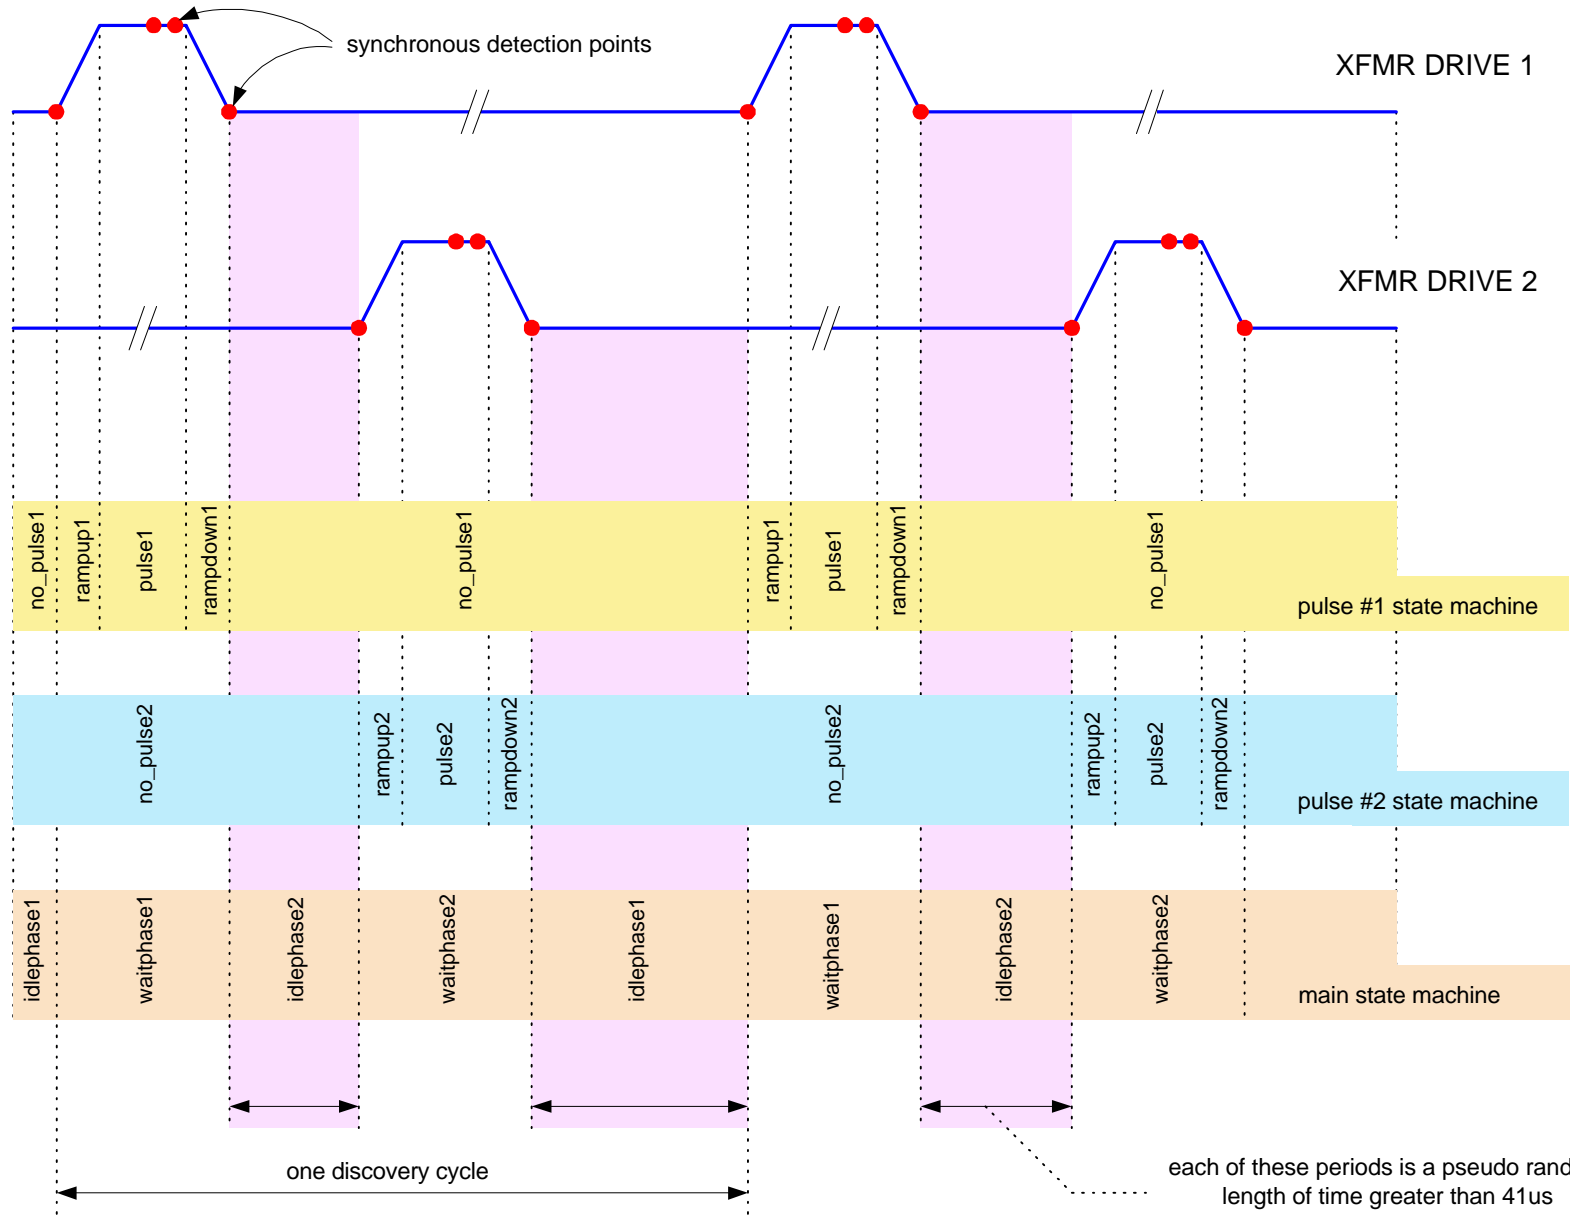 synchronous detection points
XFMR DRIVE 1
XFMR DRIVE 2
no_pulse1
rampup1
pulse1
rampdown1
no_pulse1
rampup1
pulse1
rampdown1
no_pulse1
pulse #1 state machine
no_pulse2
rampup2
pulse2
rampdown2
no_pulse2
rampup2
pulse2
rampdown2
pulse #2 state machine
idlephase1
waitphase1
idlephase2
waitphase2
idlephase1
waitphase1
idlephase2
waitphase2
main state machine
one discovery cycle
each of these periods is a pseudo rand
length of time greater than 41us